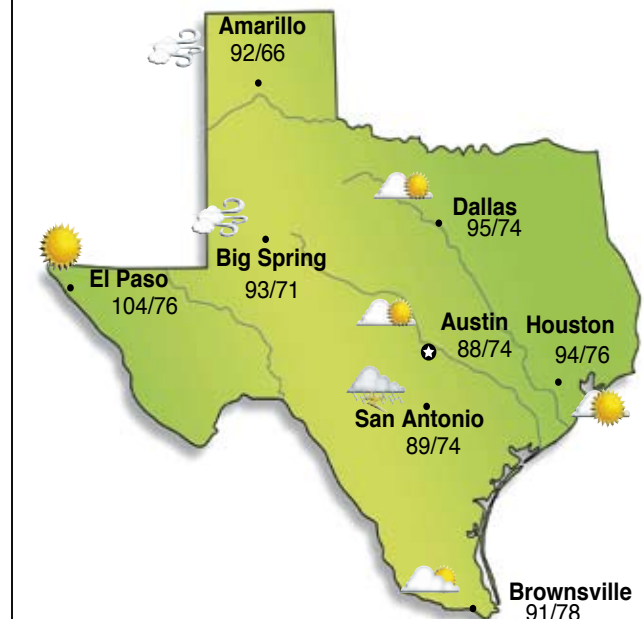 Amarillo
92/66
Dallas
95/74
Big Spring
93/71
El Paso
104/76
Austin
88/74
Houston
94/76
San Antonio
89/74
Brownsville
91/78